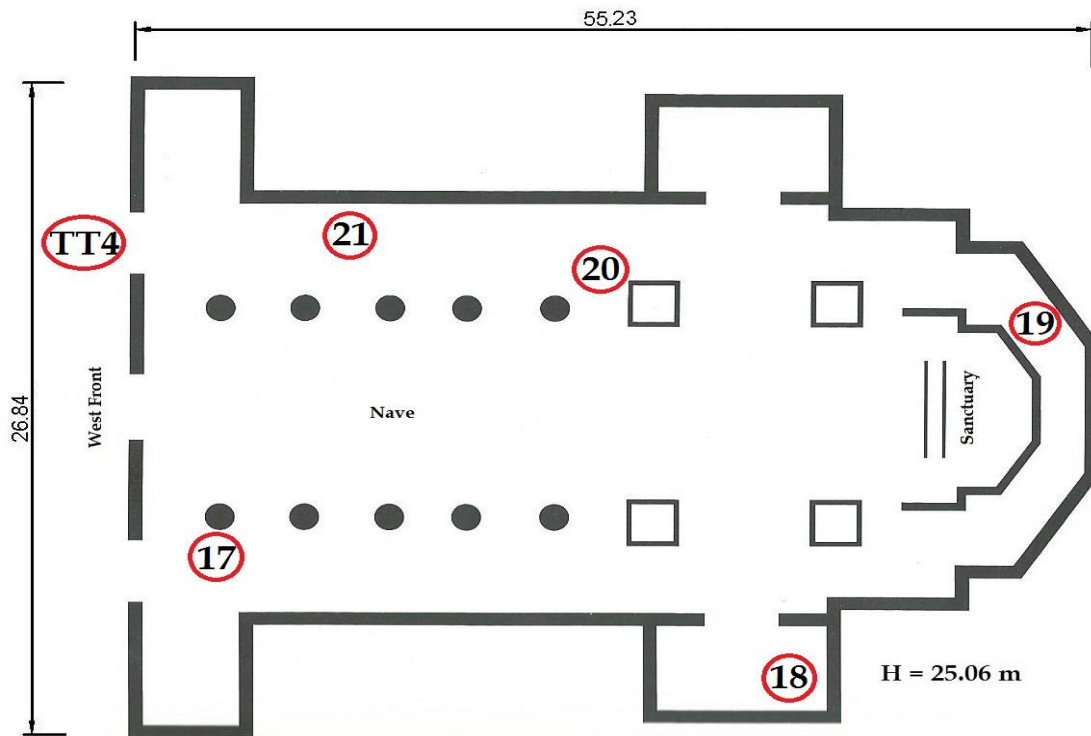 55.23
TT4
21
20
19
26.84
West Front
Nave
Sanctuary
17
18
H = 25.06 m